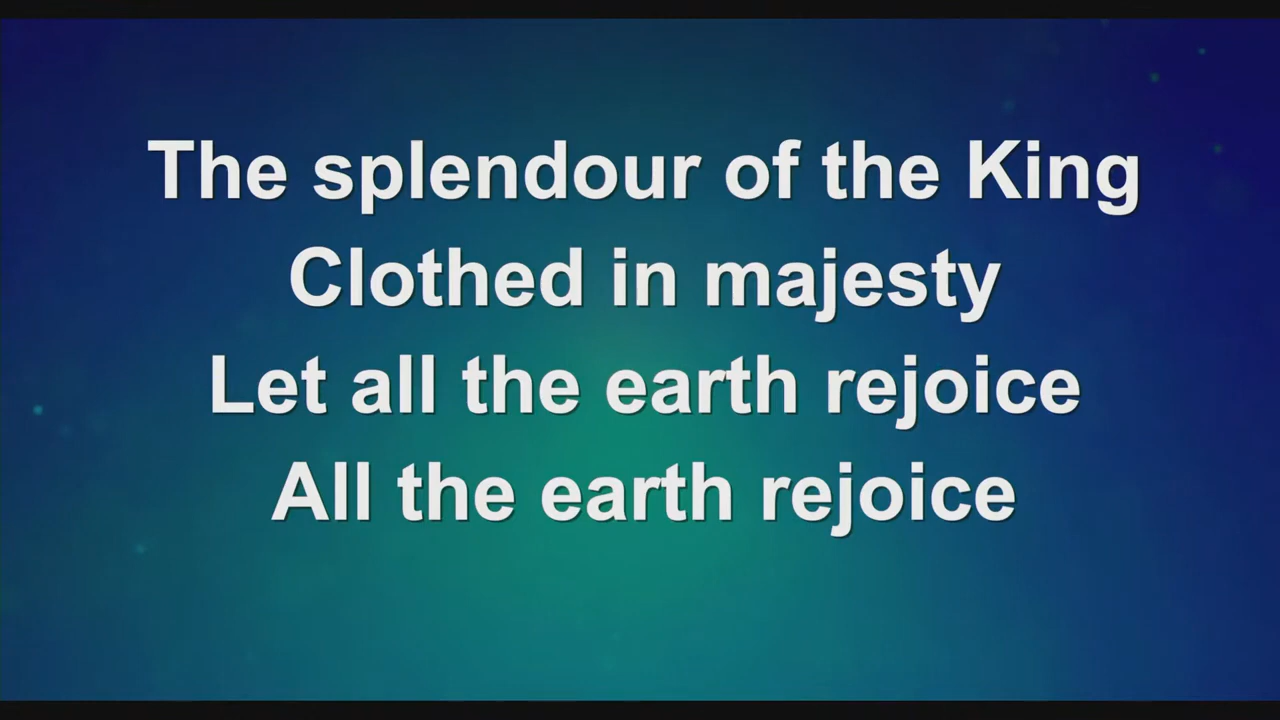 The splendour of the King
Clothed in majesty
Let all the earth rejoice
All the earth rejoice